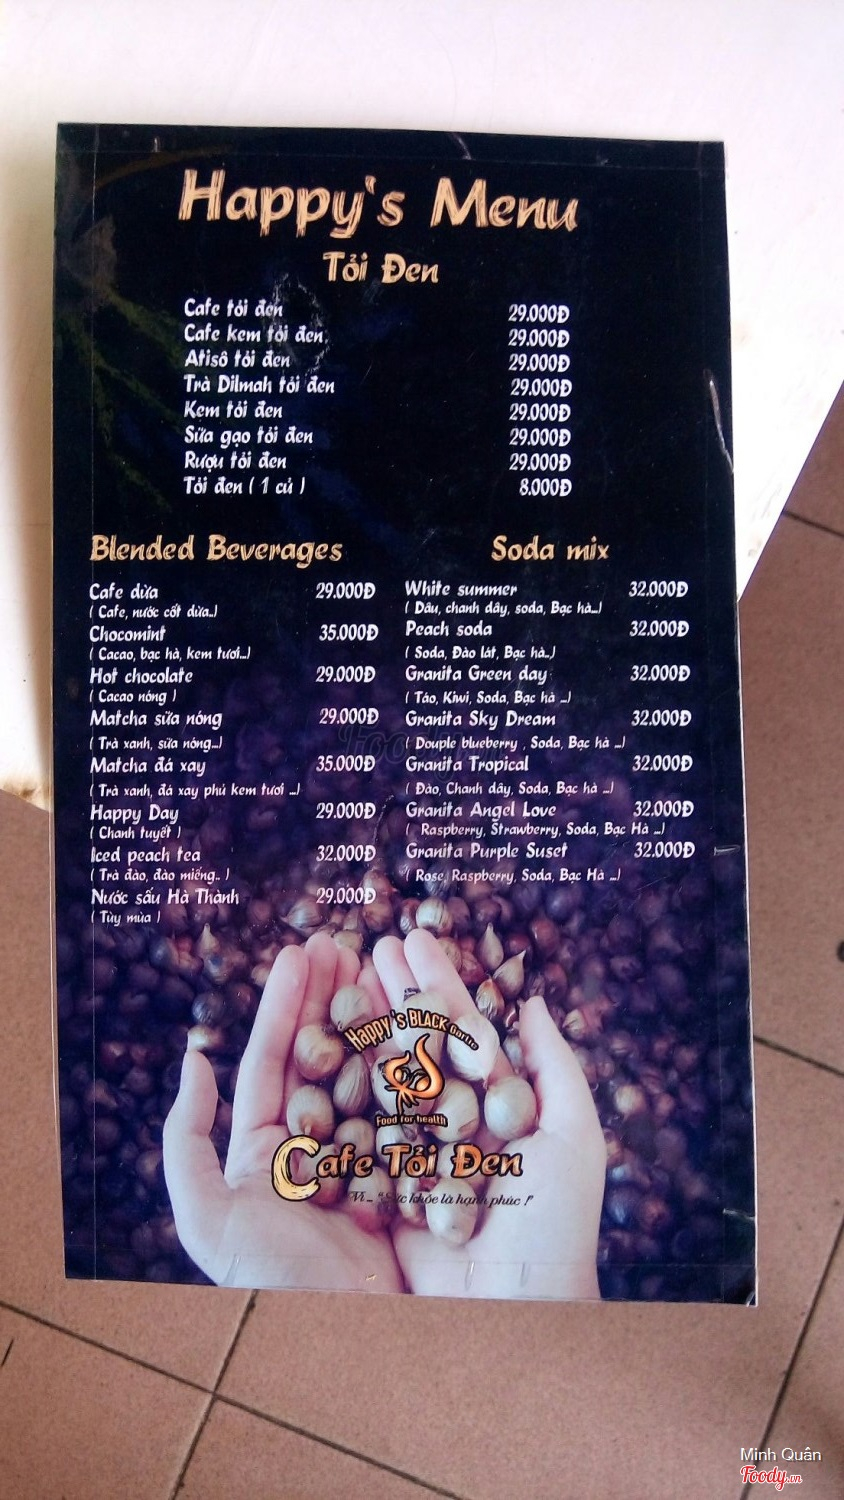 Happy's Menu
Tỏi Đen
Cafe tỏi đen 29.000Đ
Cafe kem tỏi đen 29.000Đ
Atisô tỏi đen 29.000Đ
Trà Dilmah tỏi đen 29.000Đ
Kem tỏi đen 29.000Đ
Sữa gạo tỏi đen 29.000Đ
Rượu tỏi đen 29.000Đ
Tỏi đen ( 1 củ ) 8.000Đ
Blended Beverages
Cafe dừa 29.000Đ
( Cafe, nước cốt dừa..)
Chocomint 35.000Đ
( Cacao, bạc hà, kem tươi...)
Hot chocolate 29.000Đ
( Cacao nóng )
Matcha sữa nóng 29.000Đ
( Trà xanh, sữa nóng...)
Matcha đá xay 35.000Đ
( Trà xanh, đá xay phủ kem tươi ...)
Happy Day 29.000Đ
( Chanh tuyết )
Iced peach tea 32.000Đ
( Trà đào, đào miếng.. )
Nước sấu Hà Thành 29.000Đ
( Tùy mùa )
Soda mix
White summer 32.000Đ
( Dâu, chanh dây, soda, Bạc hà...)
Peach soda 32.000Đ
( Soda, Đào lát, Bạc hà..)
Granita Green day 32.000Đ
( Táo, Kiwi, Soda, Bạc hà ...)
Granita Sky Dream 32.000Đ
( Douple blueberry , Soda, Bạc hà ...)
Granita Tropical 32.000Đ
( Đào, Chanh dây, Soda, Bạc hà ...)
Granita Angel Love 32.000Đ
( Raspberry, Strawberry, Soda, Bạc Hà ...)
Granita Purple Suset 32.000Đ
( Rose, Raspberry, Soda, Bạc Hà ...)
Foody
Happy's BLACK Garlic
Food for health
Cafe Tỏi Đen
Vì... "Sức khỏe là hạnh phúc !"
Minh Quân
Foody.vn